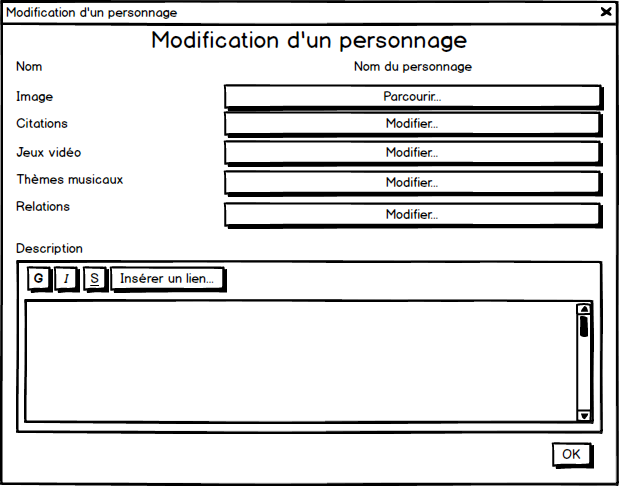 Modification d'un personnage
Modification d'un personnage
Nom Nom du personnage
Image Parcourir...
Citations Modifier...
Jeux vidéo Modifier...
Thèmes musicaux Modifier...
Relations Modifier...
Description
G I S Insérer un lien...
OK